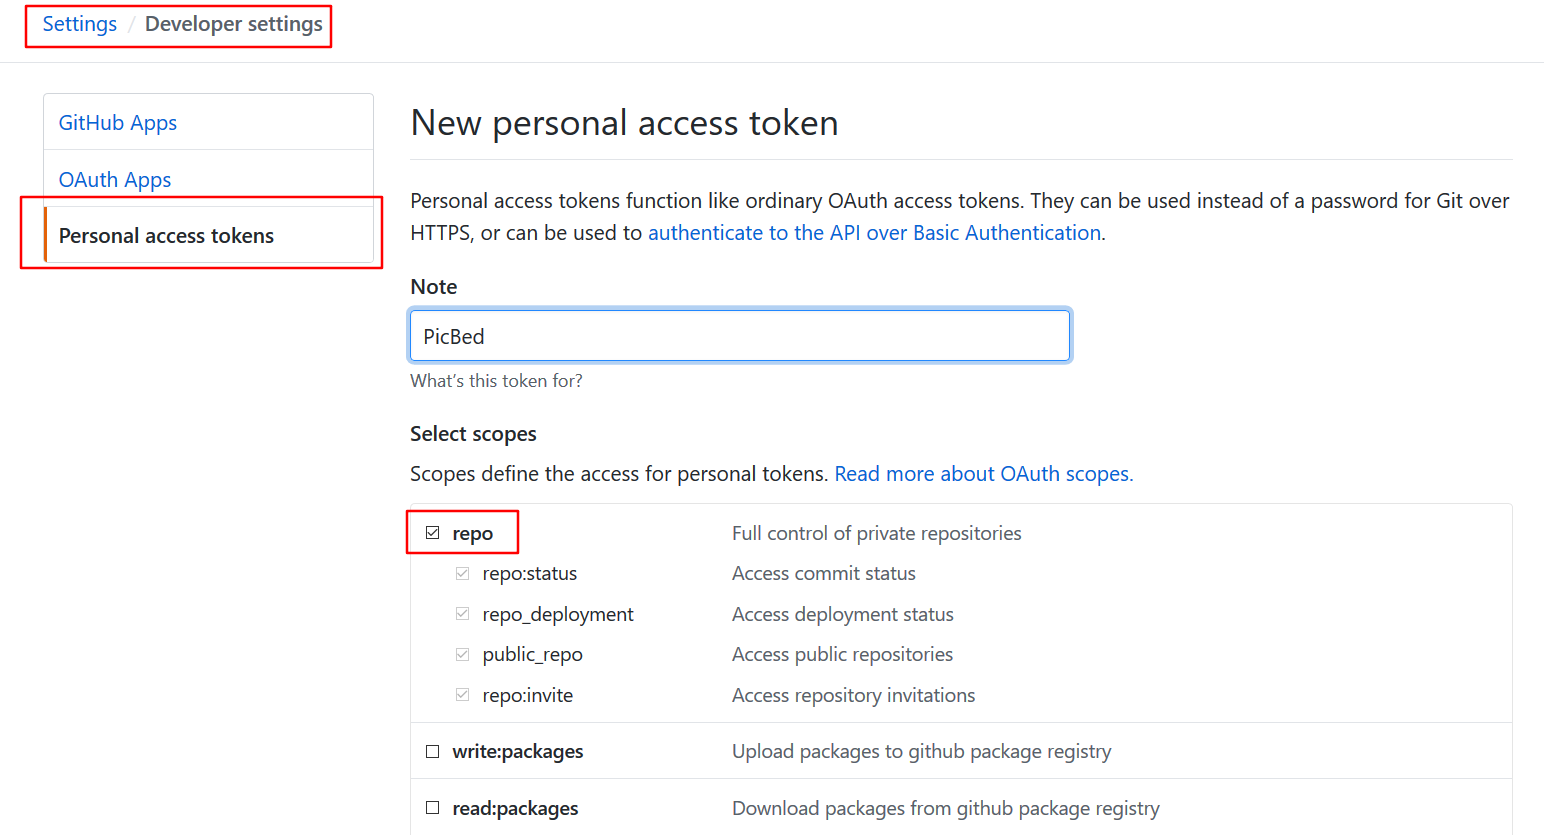 Settings / Developer settings
GitHub Apps
OAuth Apps
Personal access tokens
New personal access token
Personal access tokens function like ordinary OAuth access tokens. They can be used instead of a password for Git over
HTTPS, or can be used to authenticate to the API over Basic Authentication.
Note
PicBed
What's this token for?
Select scopes
Scopes define the access for personal tokens. Read more about OAuth scopes.
repo Full control of private repositories
repo:status Access commit status
repo_deployment Access deployment status
public_repo Access public repositories
repo:invite Access repository invitations
write:packages Upload packages to github package registry
read:packages Download packages from github package registry